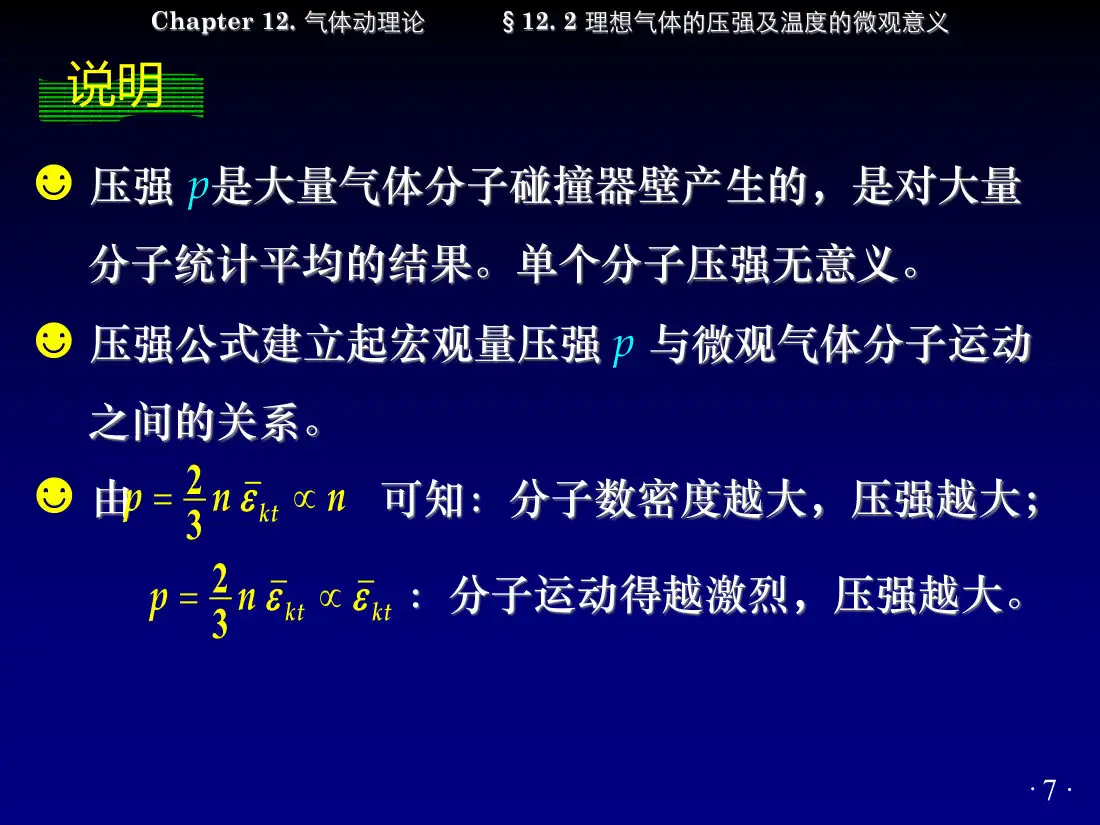 Chapter 12. 气体动理论 §12. 2 理想气体的压强及温度的微观意义
说明
压强 p是大量气体分子碰撞器壁产生的，是对大量
分子统计平均的结果。单个分子压强无意义。
压强公式建立起宏观量压强 p 与微观气体分子运动
之间的关系。
由p = 2/3 n ε̄kt ∝ n 可知：分子数密度越大，压强越大；
p = 2/3 n ε̄kt ∝ ε̄kt ：分子运动得越激烈，压强越大。
· 7 ·